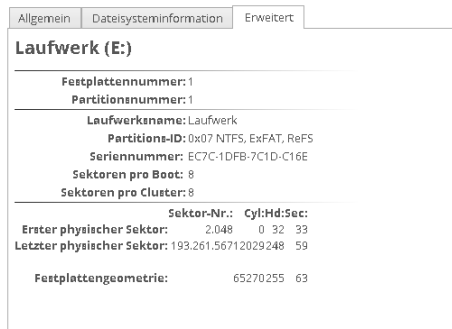 Allgemein Dateisysteminformation Erweitert
Laufwerk (E:)
Festplattennummer: 1
Partitionsnummer: 1
Laufwerksname: Laufwerk
Partitions-ID: 0x07 NTFS, ExFAT, ReFS
Seriennummer: EC7C-1DFB-7C1D-C16E
Sektoren pro Boot: 8
Sektoren pro Cluster: 8
Sektor-Nr.: Cyl:Hd:Sec:
Erster physischer Sektor: 2.048 0 32 33
Letzter physischer Sektor: 193.261.56712029248 59
Festplattengeometrie: 65270255 63